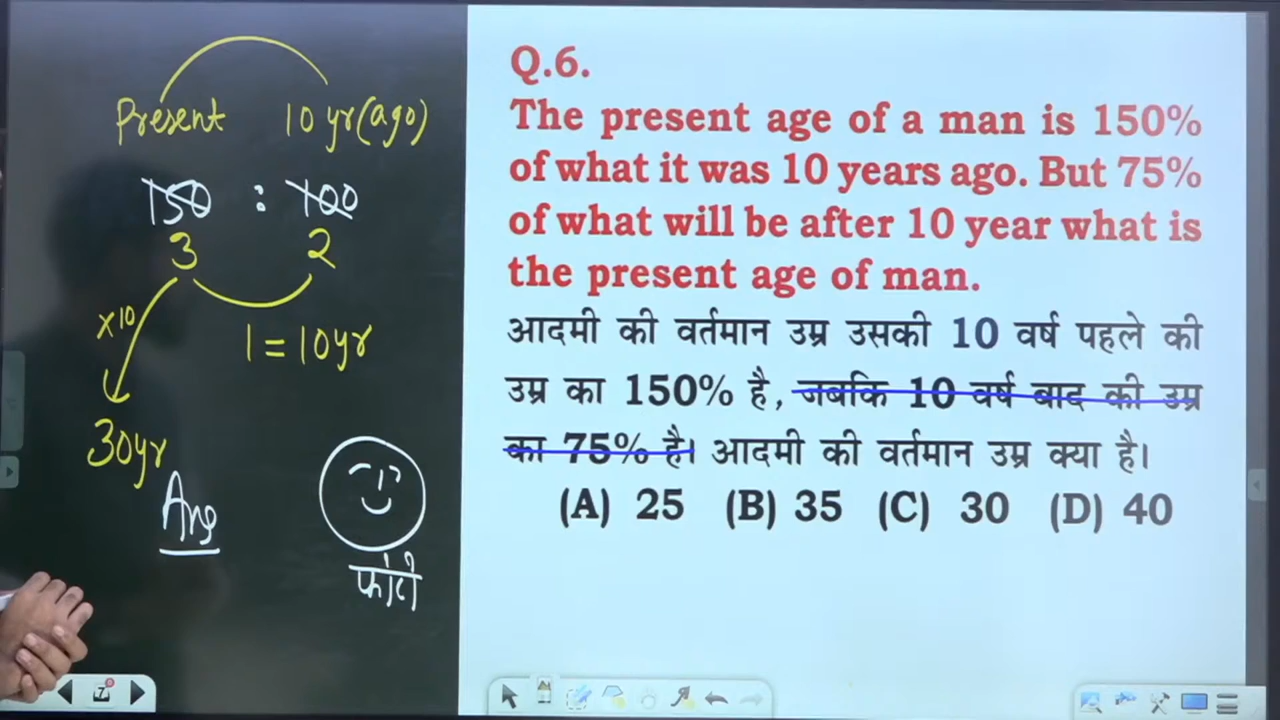 Present 10 yr(ago)
150 : 100
3 2
×10
1 = 10yr
30yr
Ans
फोटो
Q.6.
The present age of a man is 150%
of what it was 10 years ago. But 75%
of what will be after 10 year what is
the present age of man.
आदमी की वर्तमान उम्र उसकी 10 वर्ष पहले की
उम्र का 150% है, जबकि 10 वर्ष बाद की उम्र
का 75% है। आदमी की वर्तमान उम्र क्या है।
(A) 25 (B) 35 (C) 30 (D) 40
7